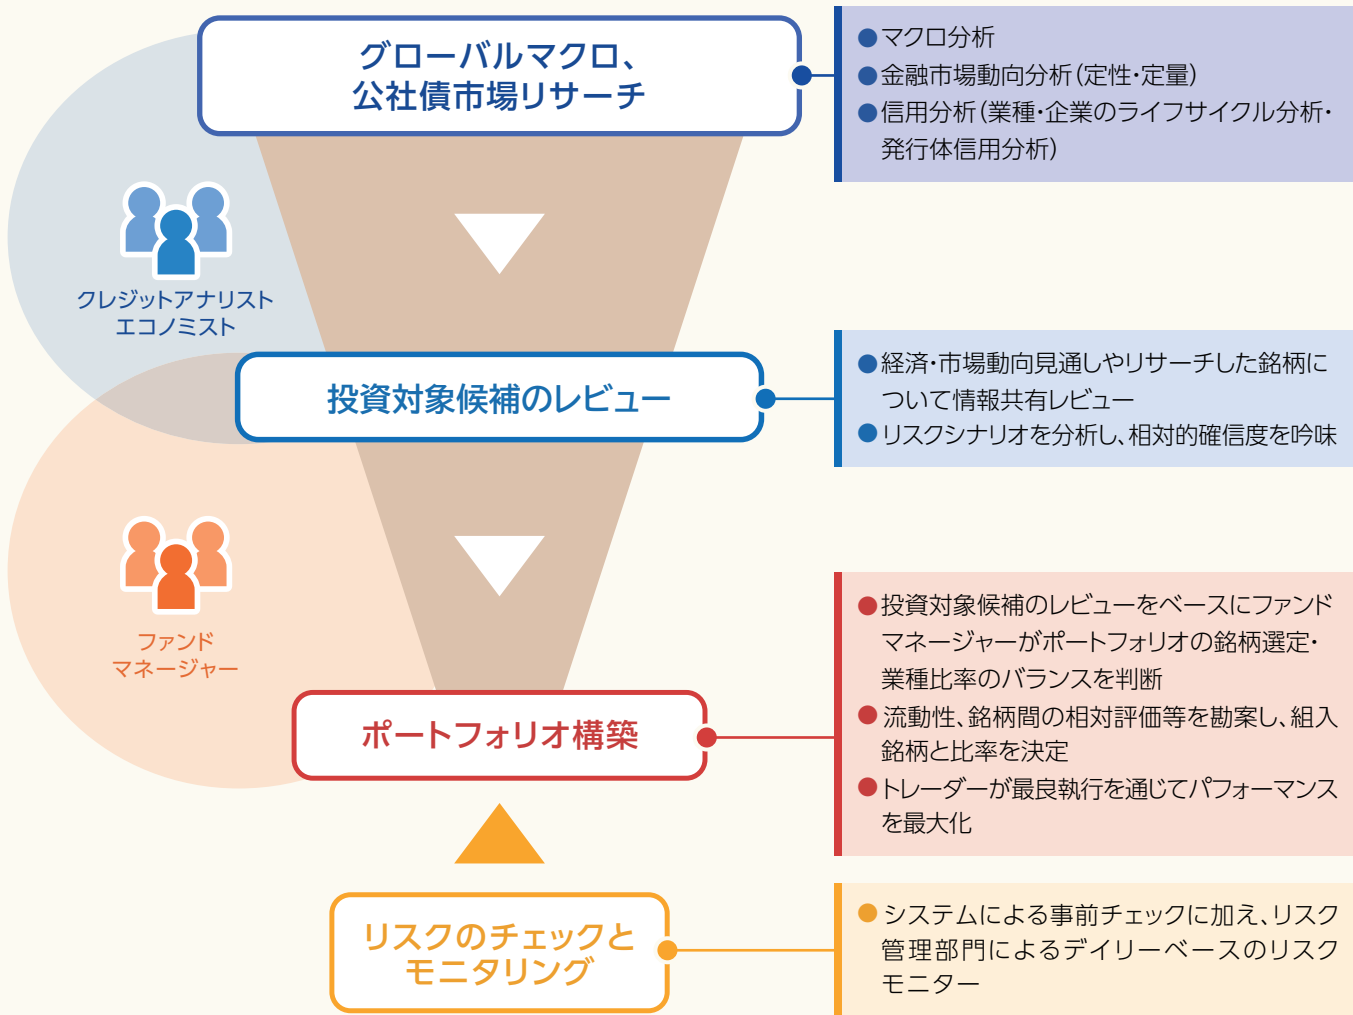 グローバルマクロ、
公社債市場リサーチ
●マクロ分析
●金融市場動向分析(定性・定量)
●信用分析(業種・企業のライフサイクル分析・
発行体信用分析)
クレジットアナリスト
エコノミスト
投資対象候補のレビュー
●経済・市場動向見通しやリサーチした銘柄に
ついて情報共有レビュー
●リスクシナリオを分析し、相対的確信度を吟味
ファンド
マネージャー
ポートフォリオ構築
●投資対象候補のレビューをベースにファンド
マネージャーがポートフォリオの銘柄選定・
業種比率のバランスを判断
●流動性、銘柄間の相対評価等を勘案し、組入
銘柄と比率を決定
●トレーダーが最良執行を通じてパフォーマンス
を最大化
リスクのチェックと
モニタリング
●システムによる事前チェックに加え、リスク
管理部門によるデイリーベースのリスク
モニター